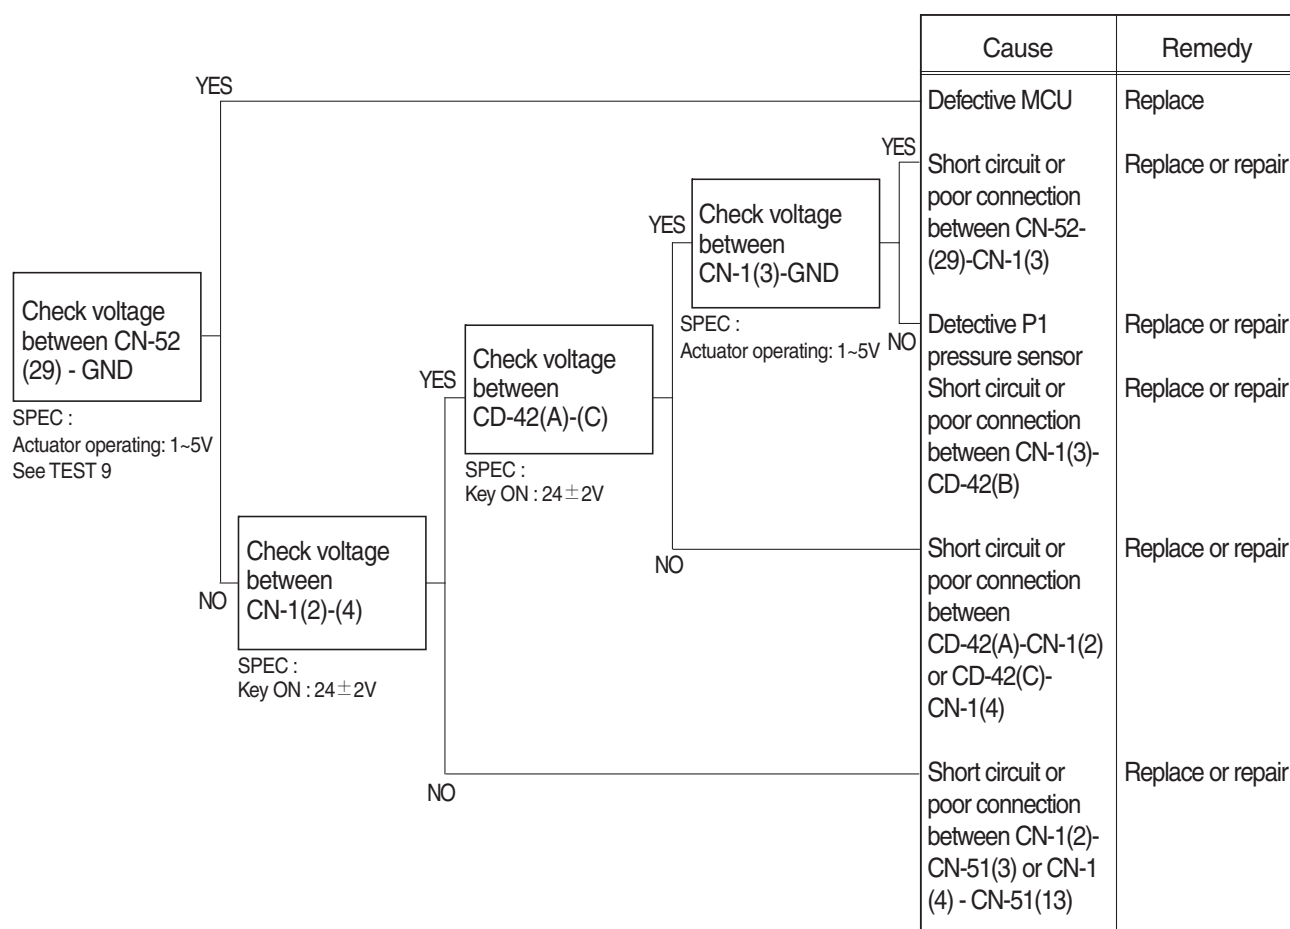 Cause
Remedy
YES
Defective MCU
Replace
YES
Short circuit or
poor connection
between CN-52-
(29)-CN-1(3)
Replace or repair
YES
Check voltage
between
CN-1(3)-GND
SPEC :
Actuator operating: 1~5V
NO
Detective P1
pressure sensor
Replace or repair
Short circuit or
poor connection
between CN-1(3)-
CD-42(B)
Replace or repair
Check voltage
between CN-52
(29) - GND
SPEC :
Actuator operating: 1~5V
See TEST 9
YES
Check voltage
between
CD-42(A)-(C)
SPEC :
Key ON : 24±2V
NO
Short circuit or
poor connection
between
CD-42(A)-CN-1(2)
or CD-42(C)-
CN-1(4)
Replace or repair
NO
Check voltage
between
CN-1(2)-(4)
SPEC :
Key ON : 24±2V
NO
Short circuit or
poor connection
between CN-1(2)-
CN-51(3) or CN-1
(4) - CN-51(13)
Replace or repair